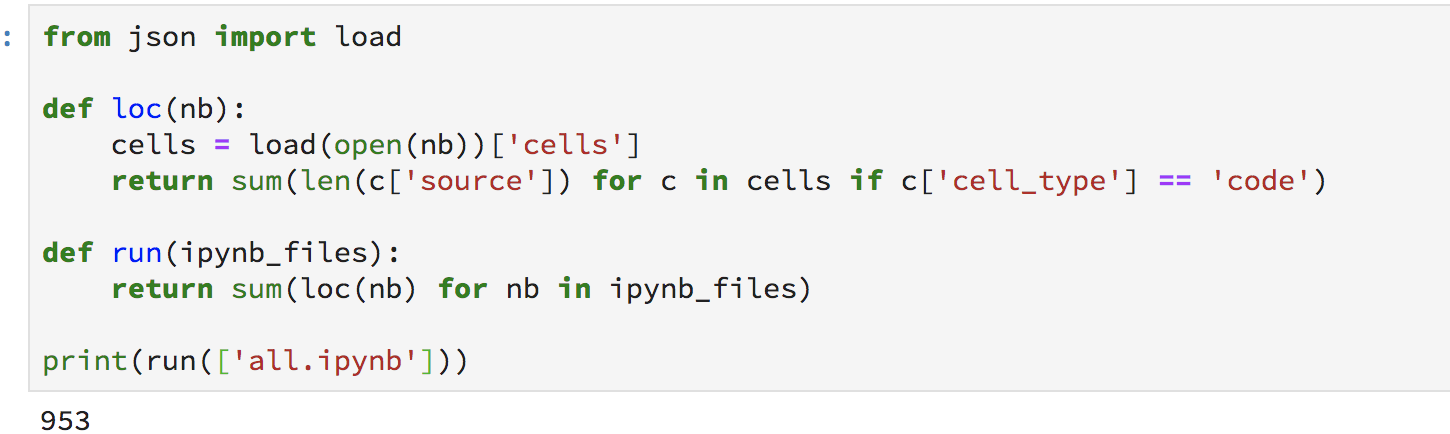 :
from json import load
def loc(nb):
    cells = load(open(nb))['cells']
    return sum(len(c['source']) for c in cells if c['cell_type'] == 'code')
def run(ipynb_files):
    return sum(loc(nb) for nb in ipynb_files)
print(run(['all.ipynb']))
953